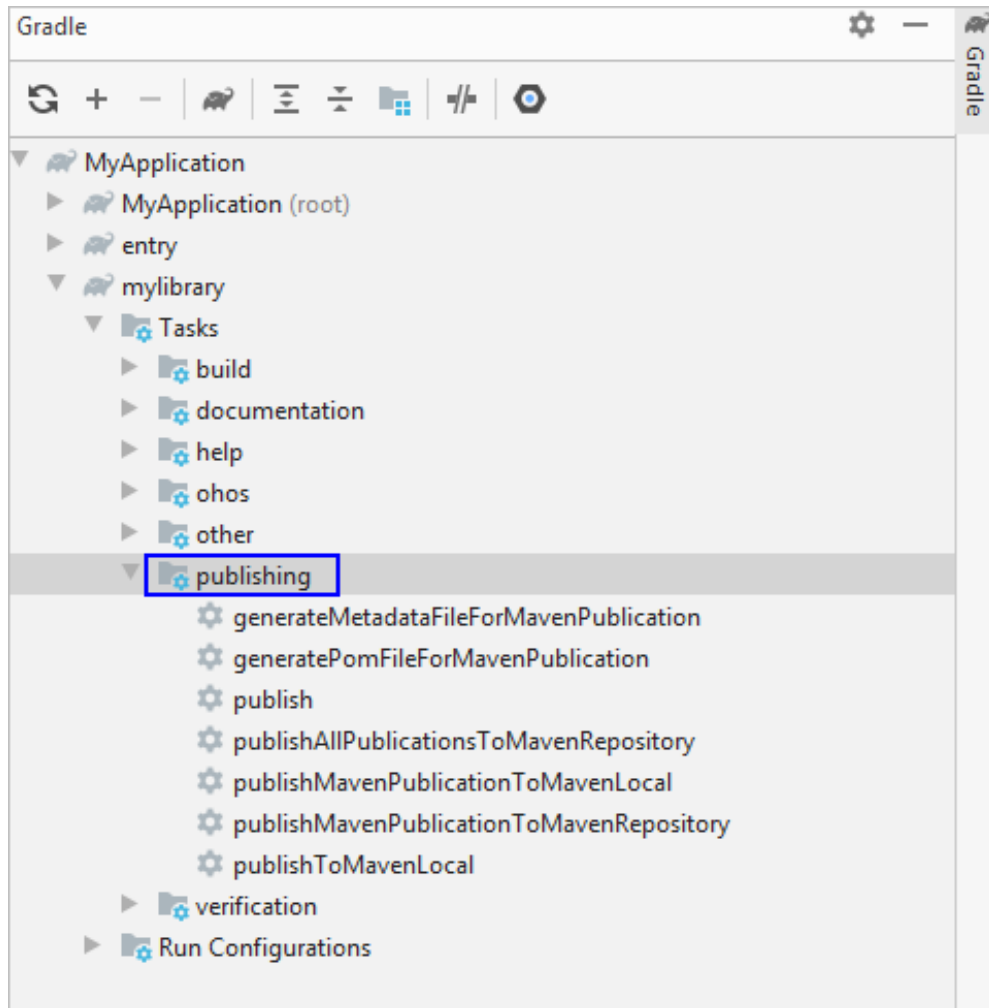 Gradle
Gradle
MyApplication
MyApplication (root)
entry
mylibrary
Tasks
build
documentation
help
ohos
other
publishing
generateMetadataFileForMavenPublication
generatePomFileForMavenPublication
publish
publishAllPublicationsToMavenRepository
publishMavenPublicationToMavenLocal
publishMavenPublicationToMavenRepository
publishToMavenLocal
verification
Run Configurations